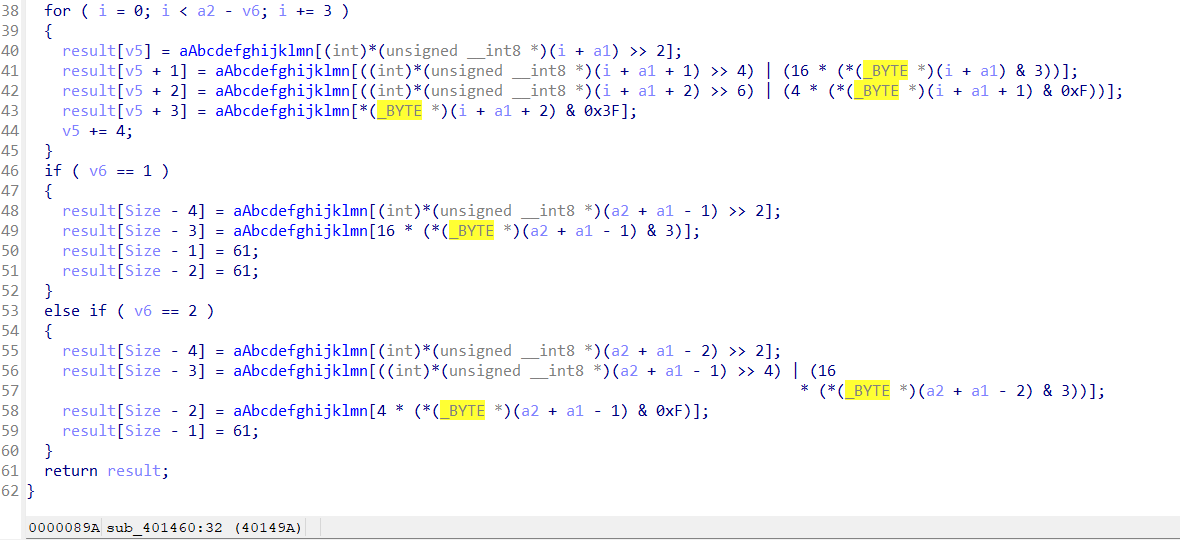 38 for ( i = 0; i < a2 - v6; i += 3 )
39 {
40 result[v5] = aAbcdefghijklmn[(int)*(unsigned __int8 *)(i + a1) >> 2];
41 result[v5 + 1] = aAbcdefghijklmn[((int)*(unsigned __int8 *)(i + a1 + 1) >> 4) | (16 * (*(_BYTE *)(i + a1) & 3))];
42 result[v5 + 2] = aAbcdefghijklmn[((int)*(unsigned __int8 *)(i + a1 + 2) >> 6) | (4 * (*(_BYTE *)(i + a1 + 1) & 0xF))];
43 result[v5 + 3] = aAbcdefghijklmn[*(_BYTE *)(i + a1 + 2) & 0x3F];
44 v5 += 4;
45 }
46 if ( v6 == 1 )
47 {
48 result[Size - 4] = aAbcdefghijklmn[(int)*(unsigned __int8 *)(a2 + a1 - 1) >> 2];
49 result[Size - 3] = aAbcdefghijklmn[16 * (*(_BYTE *)(a2 + a1 - 1) & 3)];
50 result[Size - 1] = 61;
51 result[Size - 2] = 61;
52 }
53 else if ( v6 == 2 )
54 {
55 result[Size - 4] = aAbcdefghijklmn[(int)*(unsigned __int8 *)(a2 + a1 - 2) >> 2];
56 result[Size - 3] = aAbcdefghijklmn[((int)*(unsigned __int8 *)(a2 + a1 - 1) >> 4) | (16
57 * (*(_BYTE *)(a2 + a1 - 2) & 3))];
58 result[Size - 2] = aAbcdefghijklmn[4 * (*(_BYTE *)(a2 + a1 - 1) & 0xF)];
59 result[Size - 1] = 61;
60 }
61 return result;
62 }
0000089A sub_401460:32 (40149A)